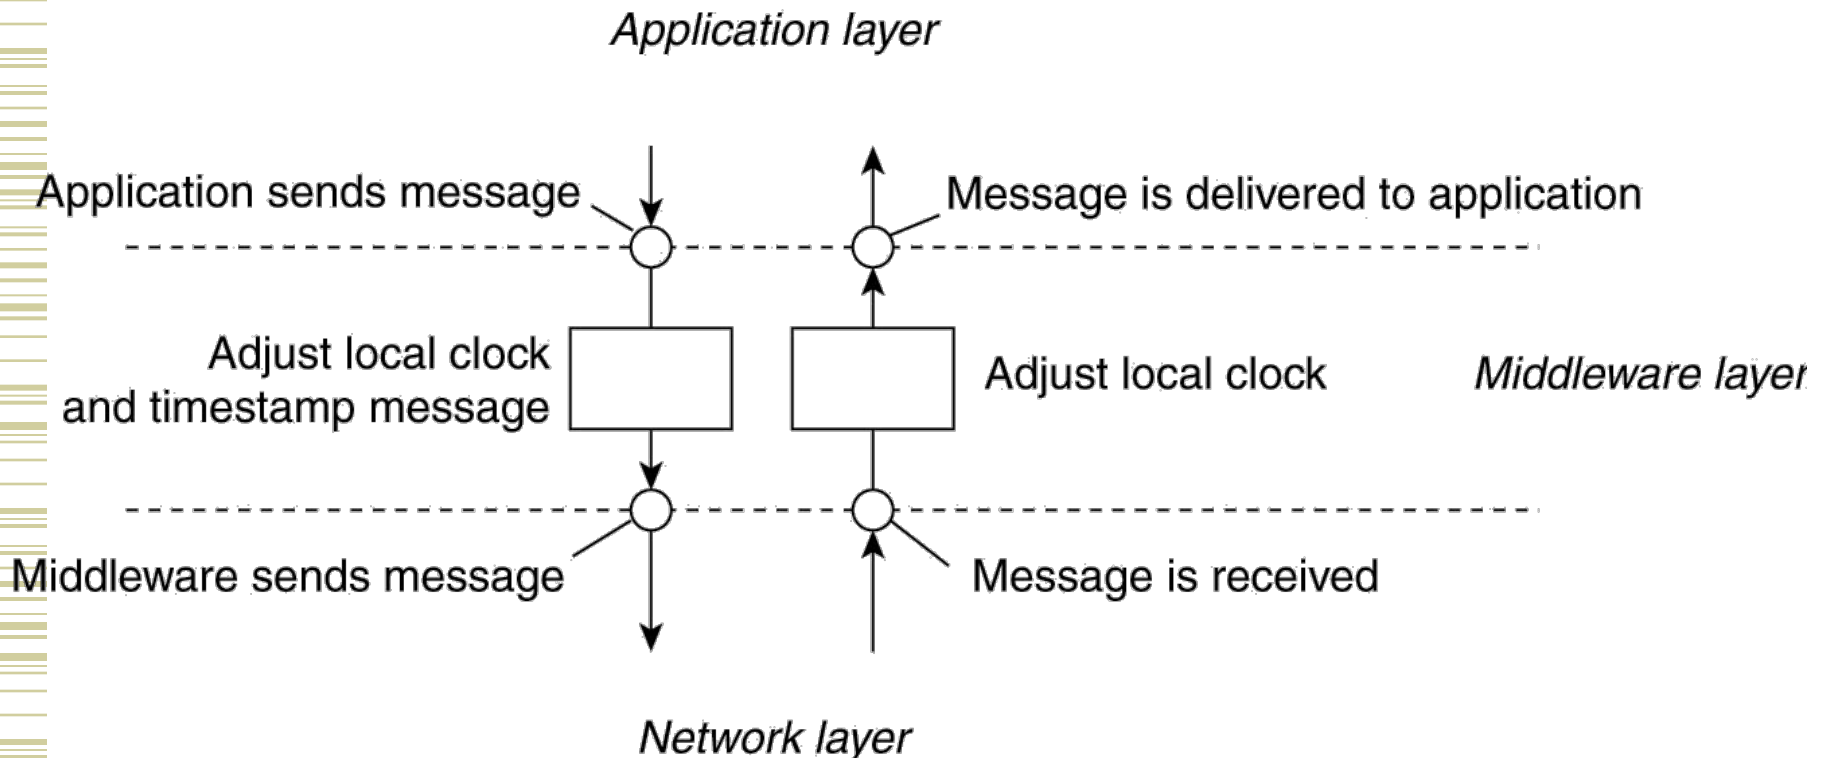 Application layer
Application sends message
Message is delivered to application
Adjust local clock
and timestamp message
Adjust local clock
Middleware layer
Middleware sends message
Message is received
Network layer